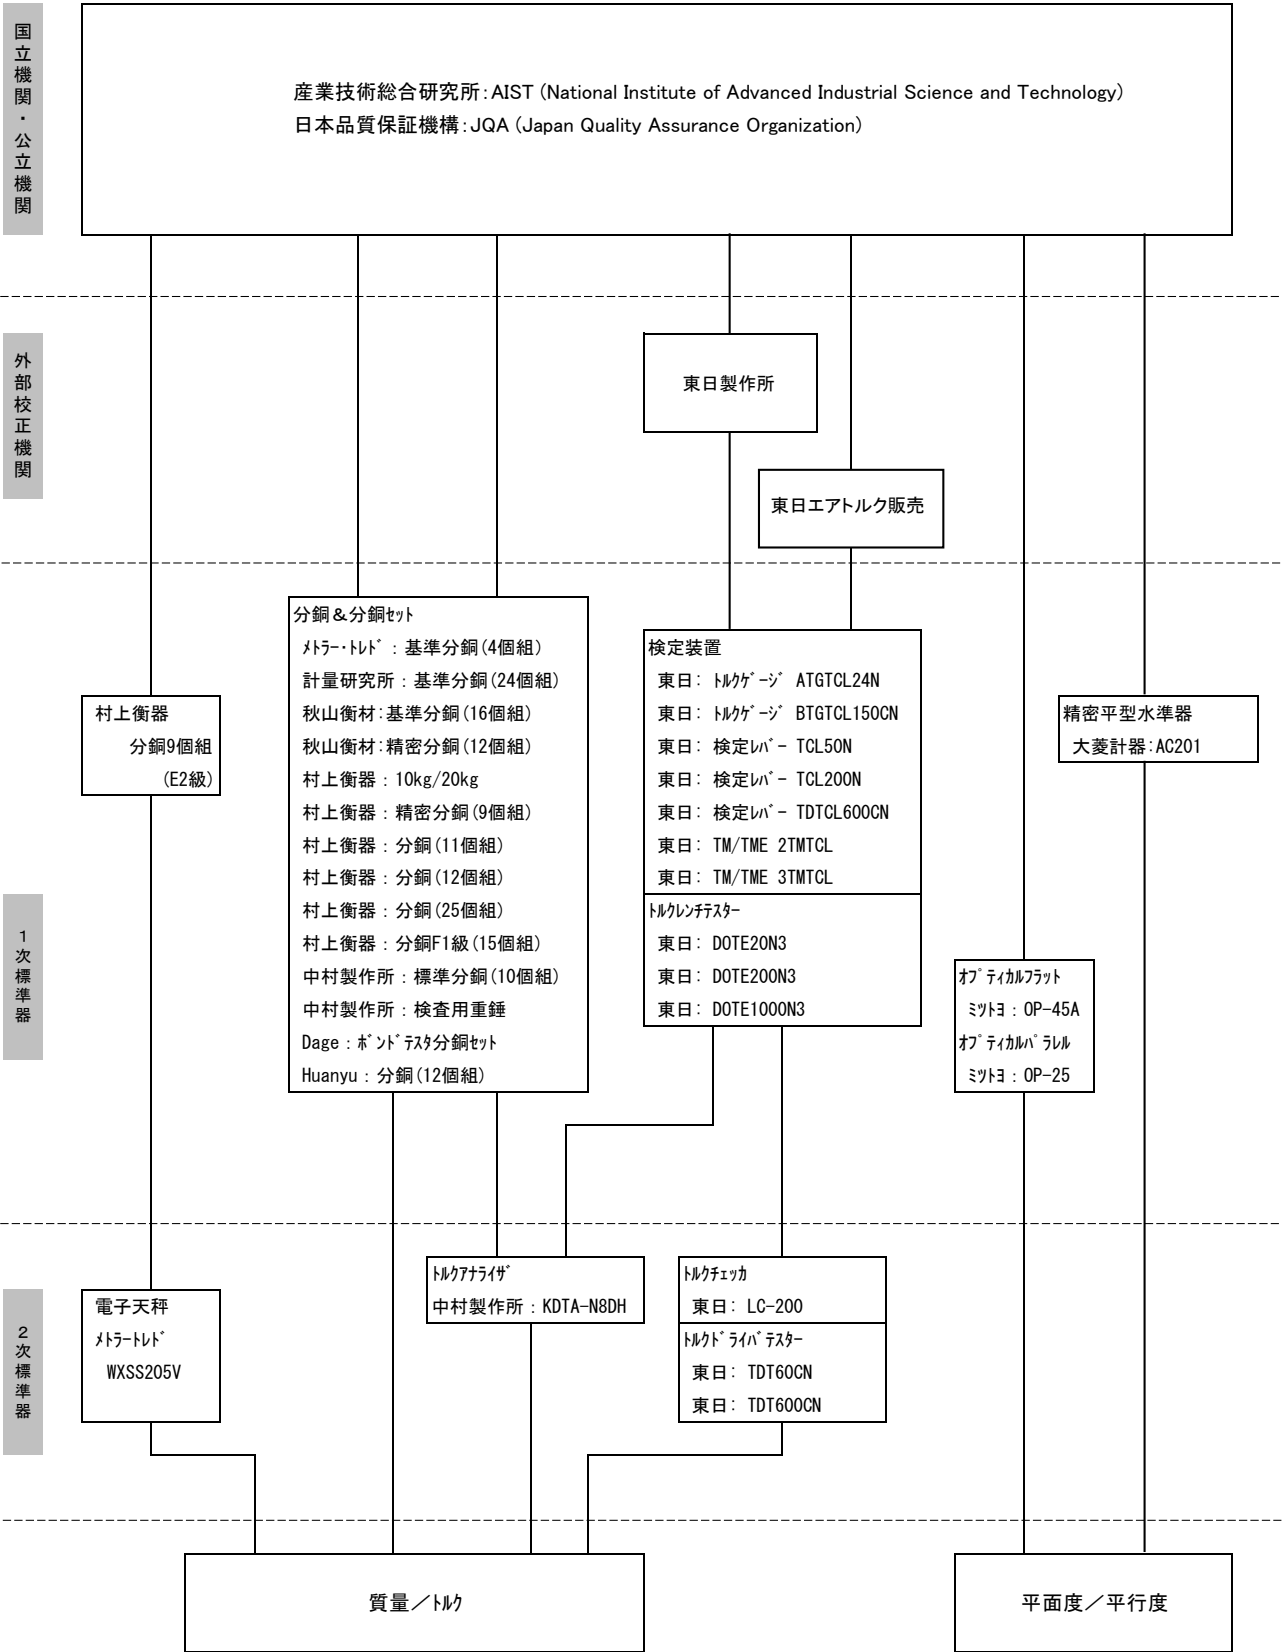 国立機関・公立機関
産業技術総合研究所：AIST (National Institute of Advanced Industrial Science and Technology)
日本品質保証機構：JQA (Japan Quality Assurance Organization)
外部校正機関
東日製作所
東日エアトルク販売
1次標準器
村上衡器
分銅9個組
(E2級)
分銅＆分銅ｾｯﾄ
ﾒﾄﾗｰ･ﾄﾚﾄﾞ：基準分銅(4個組)
計量研究所：基準分銅(24個組)
秋山衡材：基準分銅(16個組)
秋山衡材：精密分銅(12個組)
村上衡器：10kg/20kg
村上衡器：精密分銅(9個組)
村上衡器：分銅(11個組)
村上衡器：分銅(12個組)
村上衡器：分銅(25個組)
村上衡器：分銅F1級(15個組)
中村製作所：標準分銅(10個組)
中村製作所：検査用重錘
Dage：ﾎﾞﾝﾄﾞﾃｽﾀ分銅ｾｯﾄ
Huanyu：分銅(12個組)
検定装置
東日： ﾄﾙｸｹﾞｰｼﾞ ATGTCL24N
東日： ﾄﾙｸｹﾞｰｼﾞ BTGTCL150CN
東日： 検定ﾚﾊﾞｰ TCL50N
東日： 検定ﾚﾊﾞｰ TCL200N
東日： 検定ﾚﾊﾞｰ TDTCL600CN
東日： TM/TME 2TMTCL
東日： TM/TME 3TMTCL
ﾄﾙｸﾚﾝﾁﾃｽﾀｰ
東日： DOTE20N3
東日： DOTE200N3
東日： DOTE1000N3
ｵﾌﾟﾃｨｶﾙﾌﾗｯﾄ
ﾐﾂﾄﾖ：OP-45A
ｵﾌﾟﾃｨｶﾙﾊﾟﾗﾚﾙ
ﾐﾂﾄﾖ：OP-25
精密平型水準器
大菱計器：AC201
2次標準器
電子天秤
ﾒﾄﾗｰﾄﾚﾄﾞ
WXSS205V
ﾄﾙｸｱﾅﾗｲｻﾞ
中村製作所：KDTA-N8DH
ﾄﾙｸﾁｪｯｶ
東日： LC-200
ﾄﾙｸﾄﾞﾗｲﾊﾞﾃｽﾀｰ
東日： TDT60CN
東日： TDT600CN
質量／ﾄﾙｸ
平面度／平行度